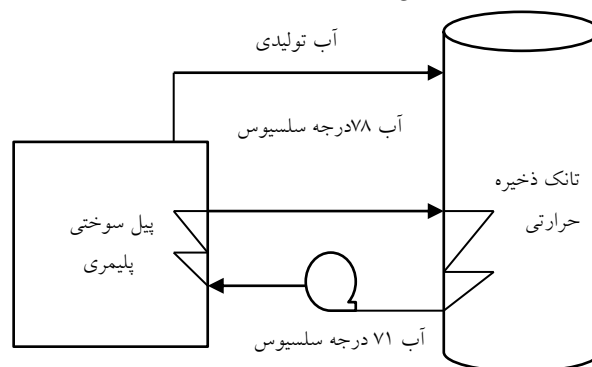 آب تولیدی
آب ۷۸درجه سلسیوس
تانک ذخیره
حرارتی
پیل سوختی
پلیمری
آب ۷۱ درجه سلسیوس